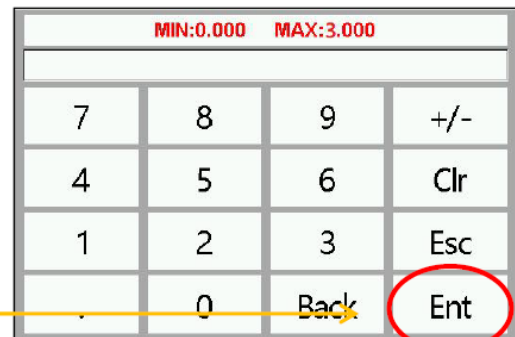 MIN:0.000 MAX:3.000
7 8 9 +/-
4 5 6 Clr
1 2 3 Esc
. 0 Back Ent